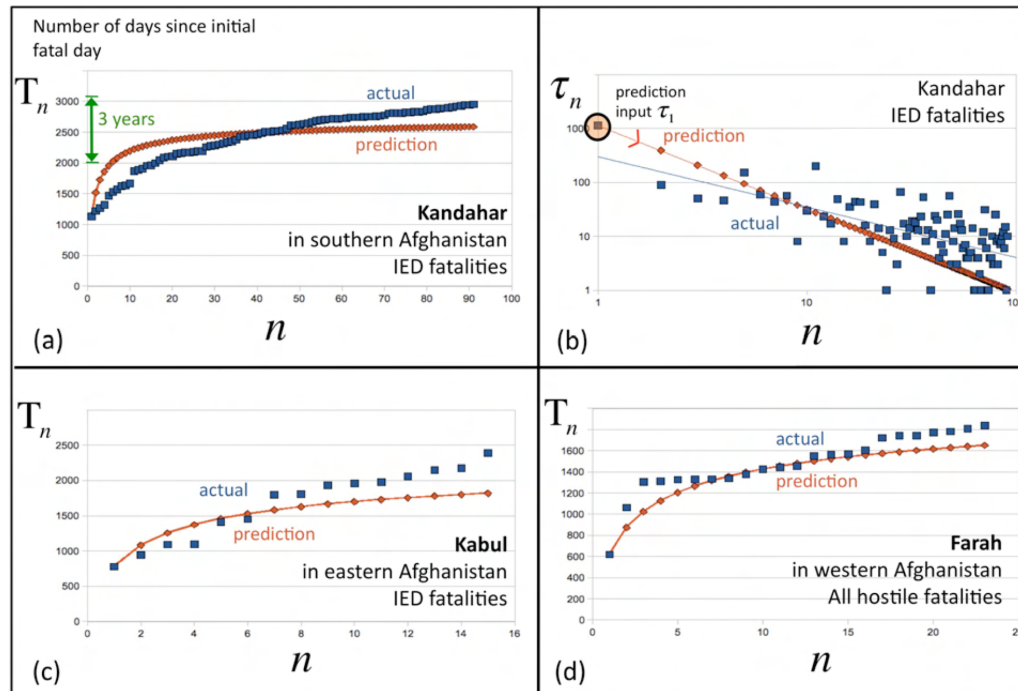 Number of days since initial
fatal day
Tn
3500
3000
2500
2000
1500
1000
500
0
3 years
actual
prediction
Kandahar
in southern Afghanistan
IED fatalities
0 10 20 30 40 50 60 70 80 90 100
(a)
n
τn
1000
100
10
1
prediction
input τ1
prediction
actual
Kandahar
IED fatalities
1 10 10
(b)
n
Tn
2500
2000
1500
1000
500
0
actual
prediction
Kabul
in eastern Afghanistan
IED fatalities
0 2 4 6 8 10 12 14 16
(c)
n
Tn
1800
1600
1400
1200
1000
800
600
400
200
0
actual
prediction
Farah
in western Afghanistan
All hostile fatalities
0 5 10 15 20 25
(d)
n